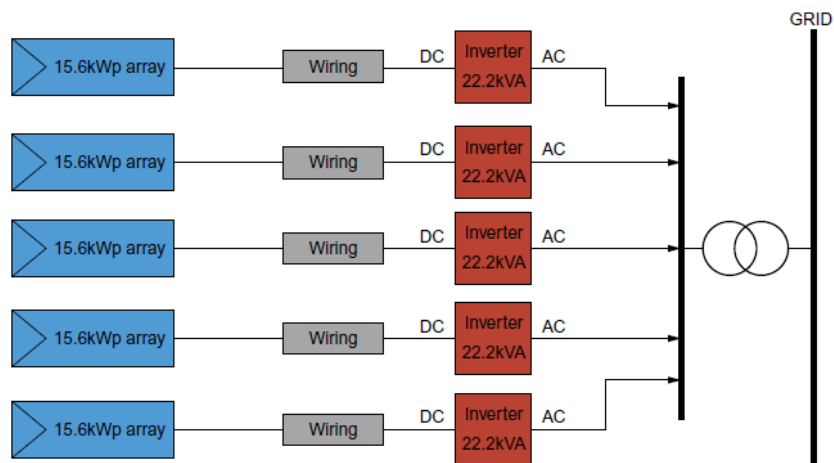 GRID
15.6kWp array
Wiring
DC
Inverter
22.2kVA
AC
15.6kWp array
Wiring
DC
Inverter
22.2kVA
AC
15.6kWp array
Wiring
DC
Inverter
22.2kVA
AC
15.6kWp array
Wiring
DC
Inverter
22.2kVA
AC
15.6kWp array
Wiring
DC
Inverter
22.2kVA
AC